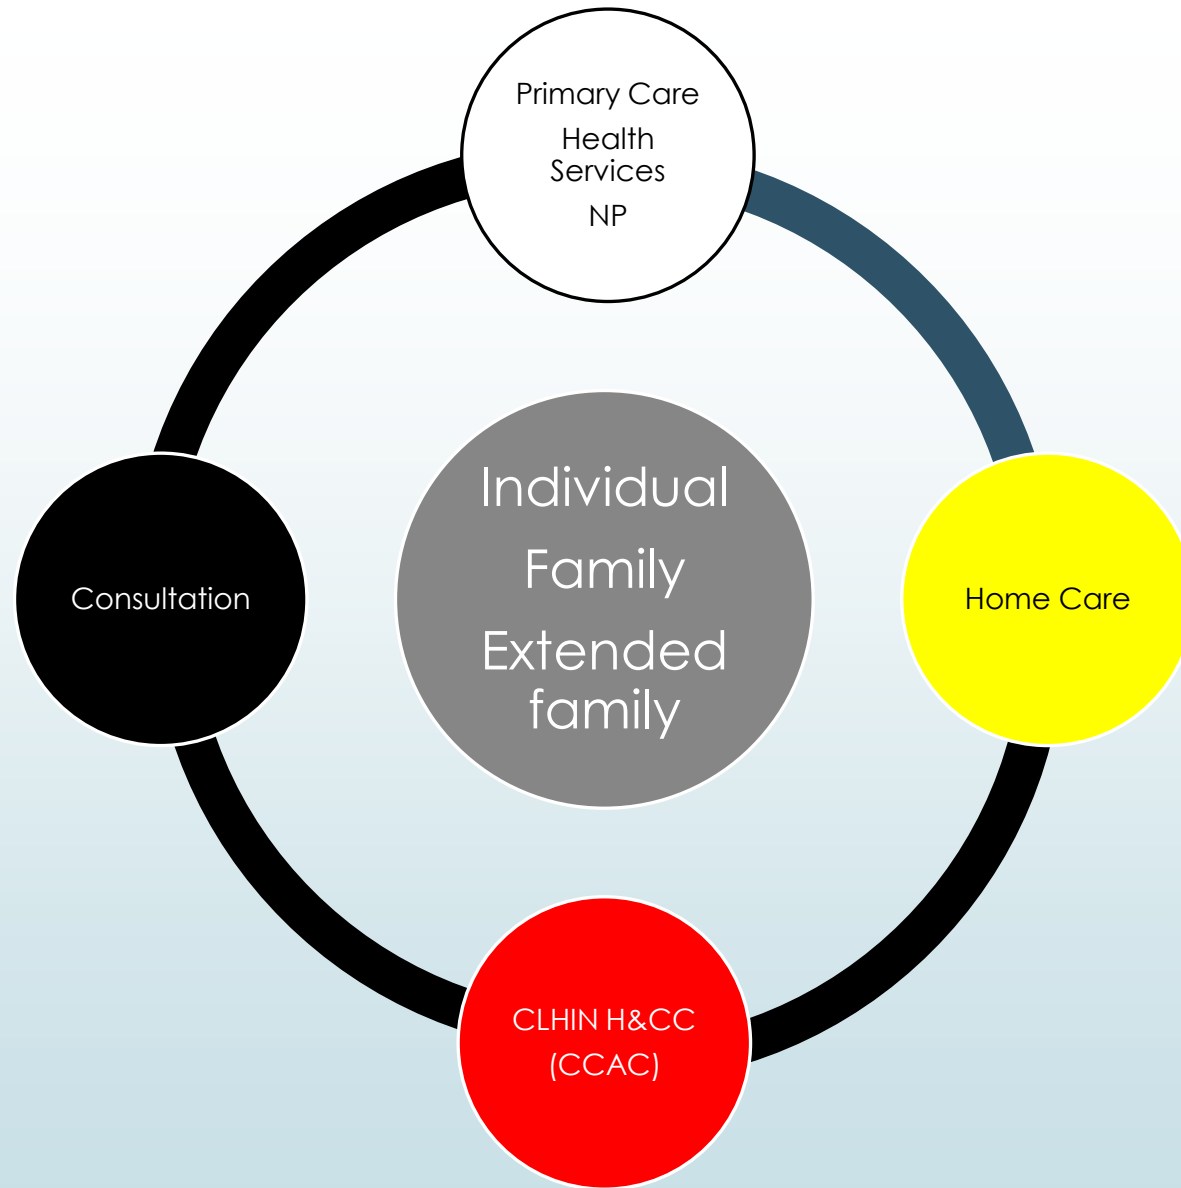 Primary Care
Health
Services
NP
Consultation
Individual
Family
Extended
family
Home Care
CLHIN H&CC
(CCAC)